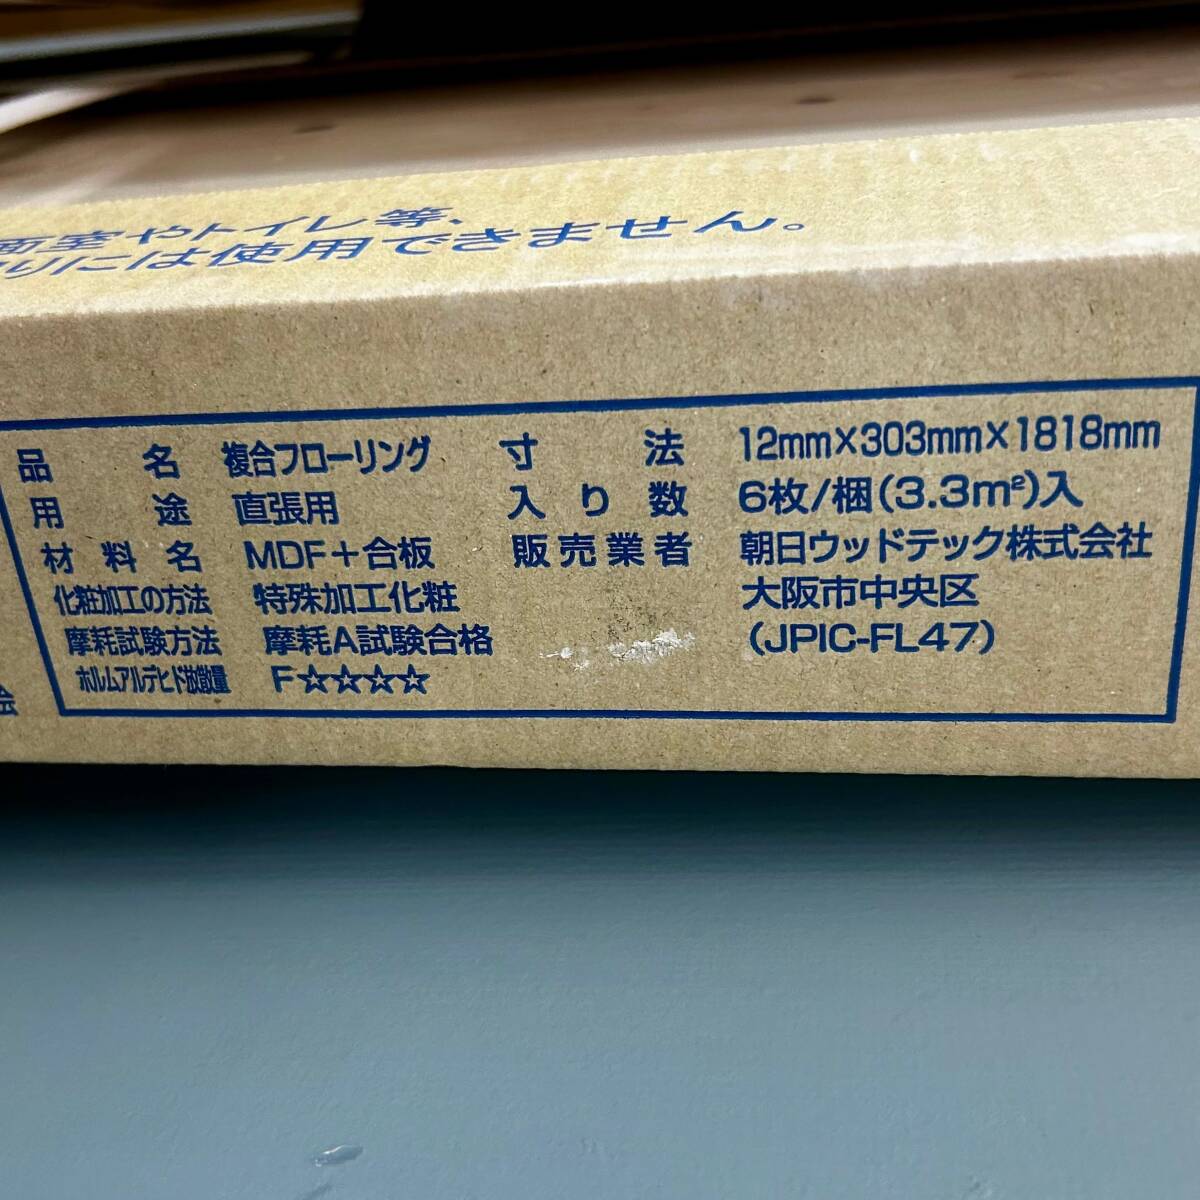 面室やトイレ等、
りには使用できません。
品名 複合フローリング
用途 直張用
材料名 MDF＋合板
化粧加工の方法 特殊加工化粧
摩耗試験方法 摩耗A試験合格
ホルムアルデヒド放散量 F☆☆☆☆
寸法 12mm×303mm×1818mm
入り数 6枚/梱(3.3m²)入
販売業者 朝日ウッドテック株式会社
大阪市中央区
(JPIC-FL47)